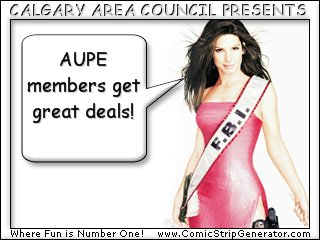 CALGARY AREA COUNCIL PRESENTS
AUPE
members get
great deals!
F.B.I.
Where Fun is Number One! www.ComicStripGenerator.com